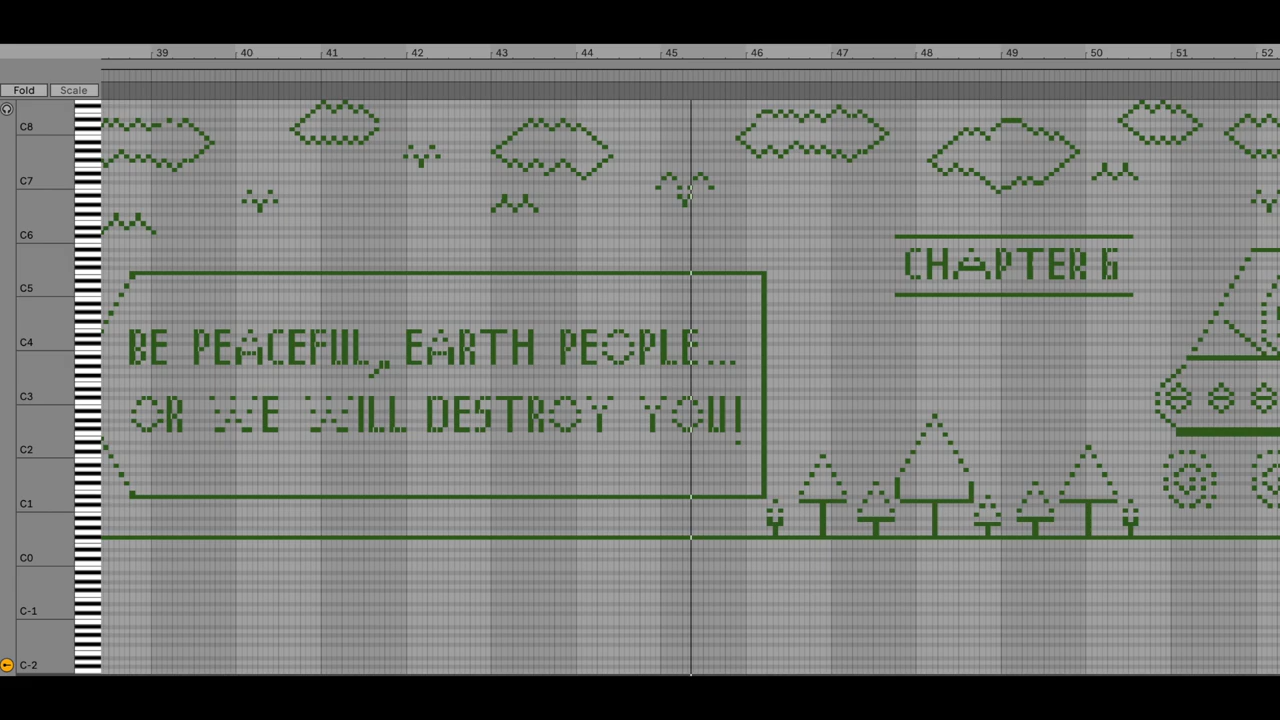 39 40 41 42 43 44 45 46 47 48 49 50 51 52
Fold Scale
C8
C7
C6
C5
C4
C3
C2
C1
C0
C-1
C-2
BE PEACEFUL, EARTH PEOPLE...
OR WE WILL DESTROY YOU!
CHAPTER 6